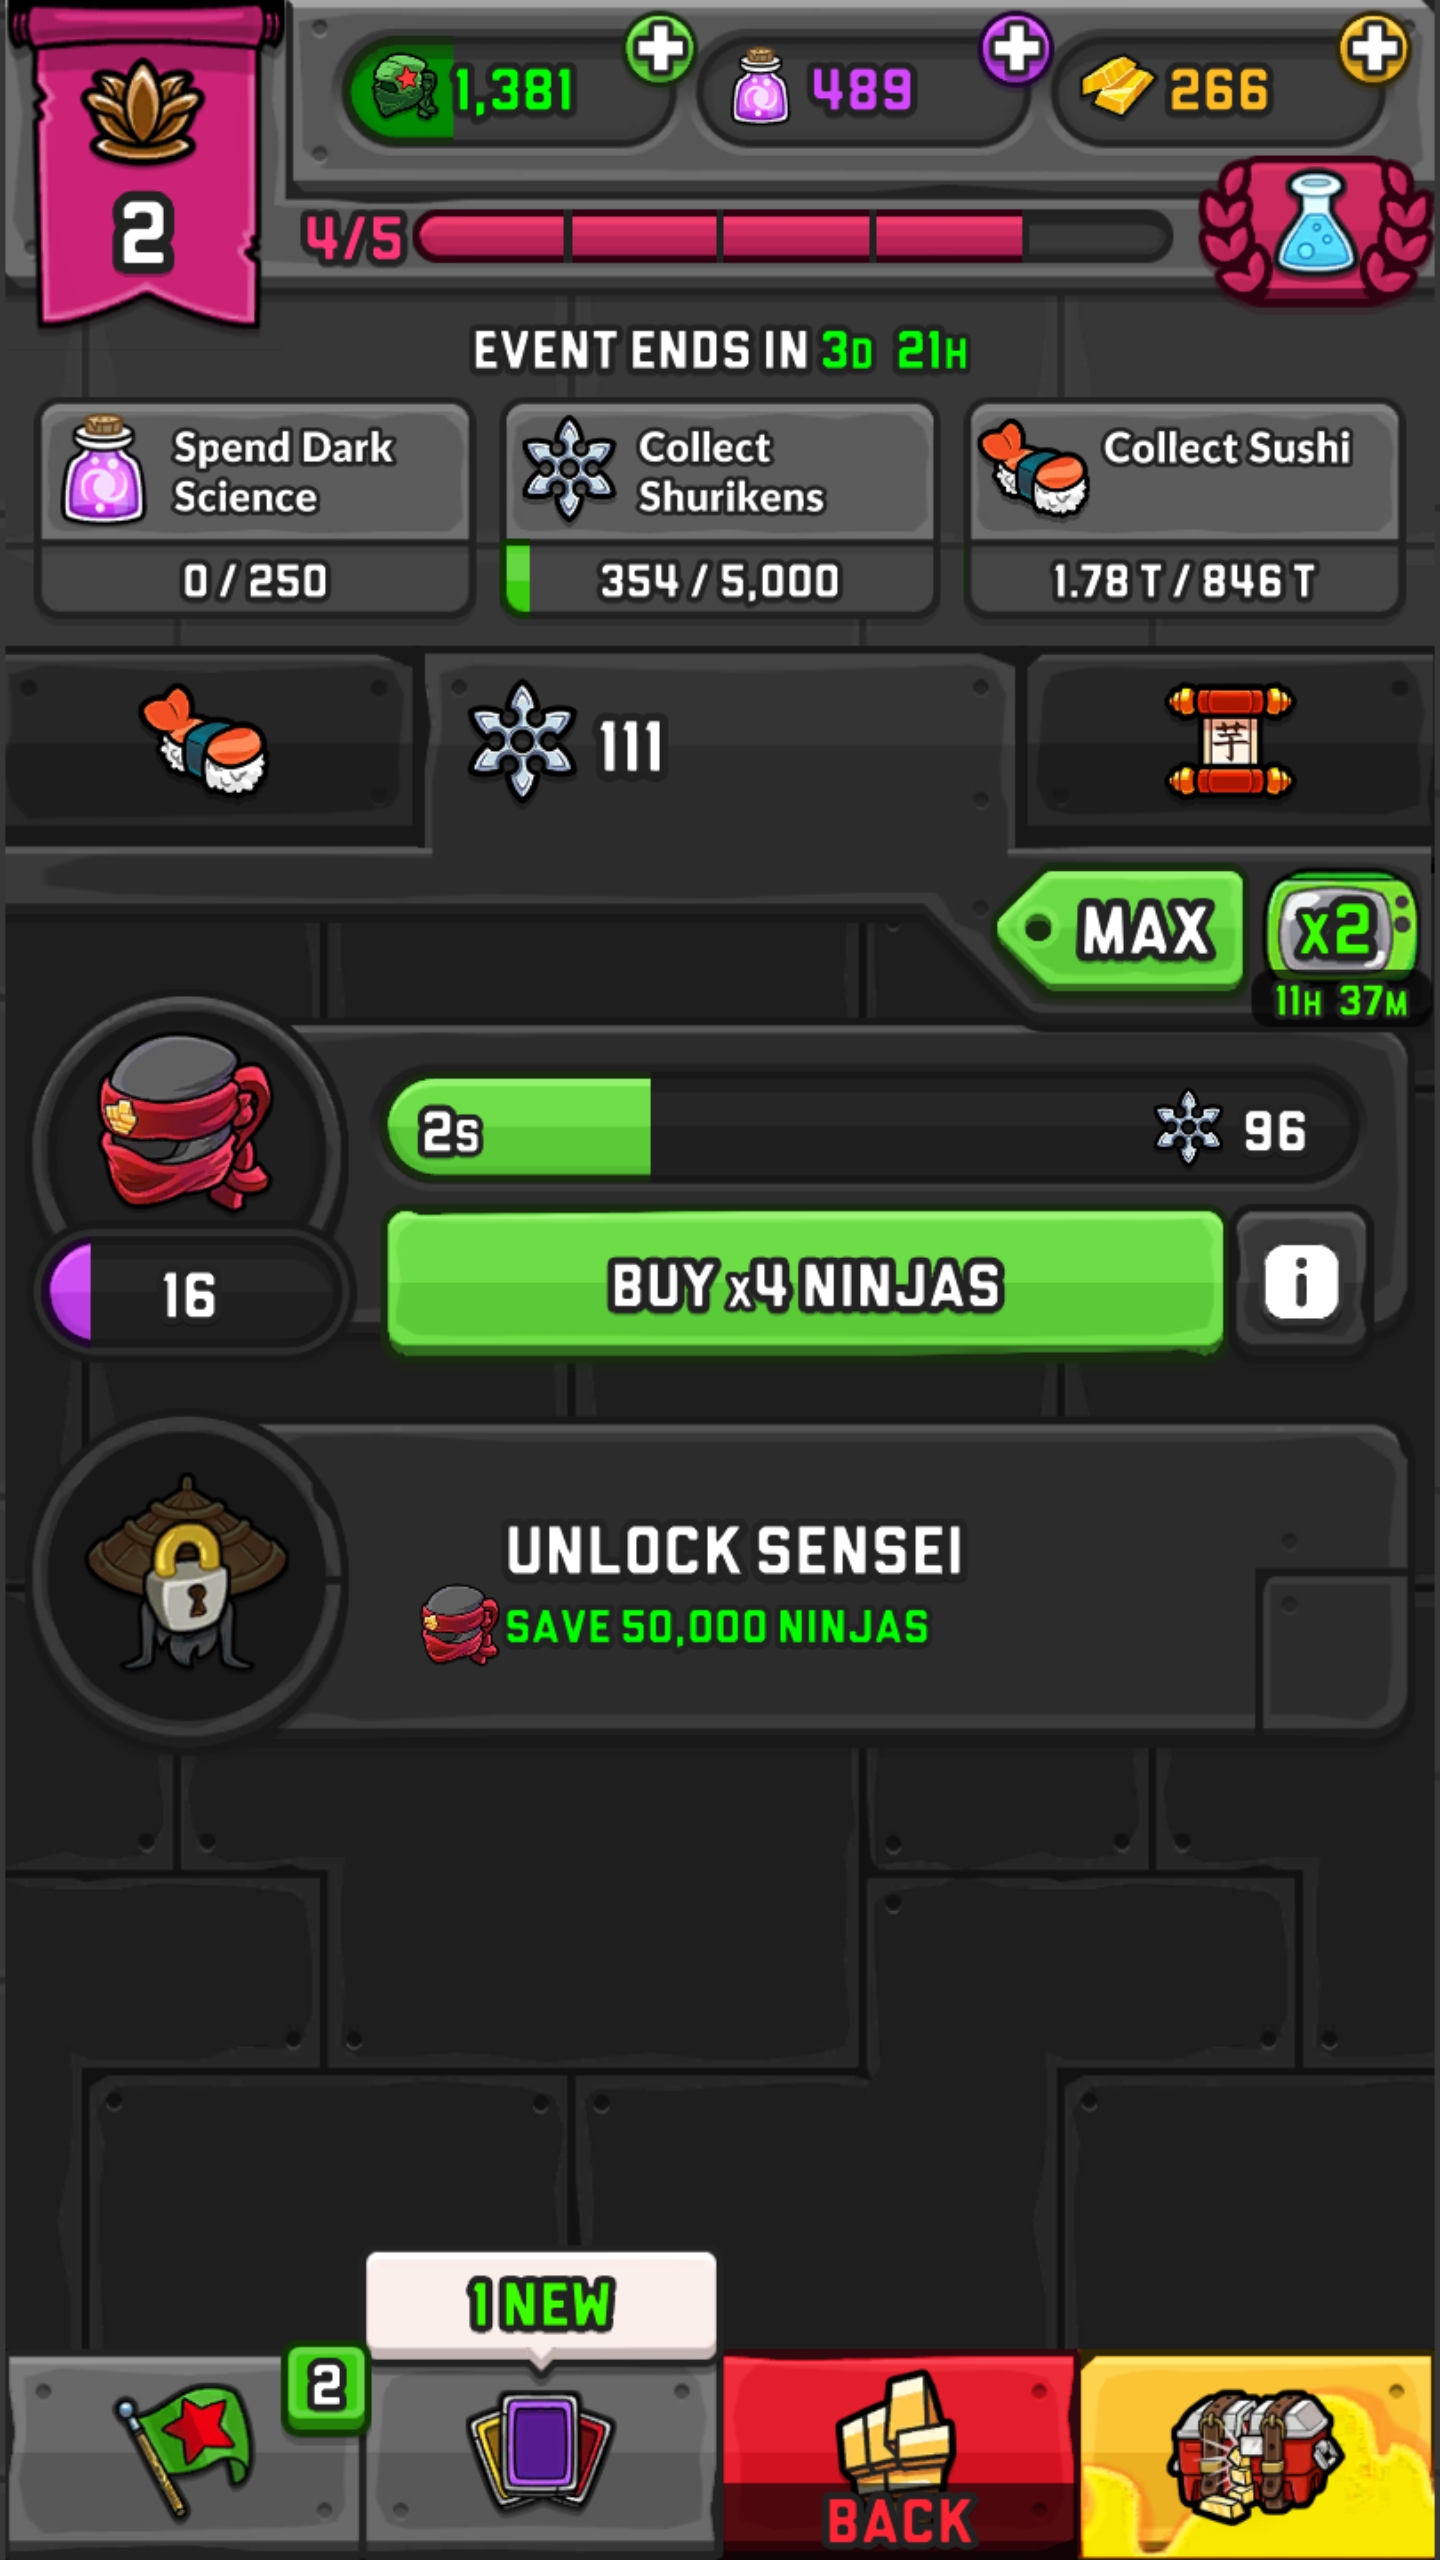 1,381
489
266
2
4/5
EVENT ENDS IN 3D 21H
Spend Dark
Science
0 / 250
Collect
Shurikens
354 / 5,000
Collect Sushi
1.78 T / 846 T
111
芋
MAX
x2
11H 37M
2S
96
16
BUY x4 NINJAS
i
UNLOCK SENSEI
SAVE 50,000 NINJAS
1 NEW
2
BACK